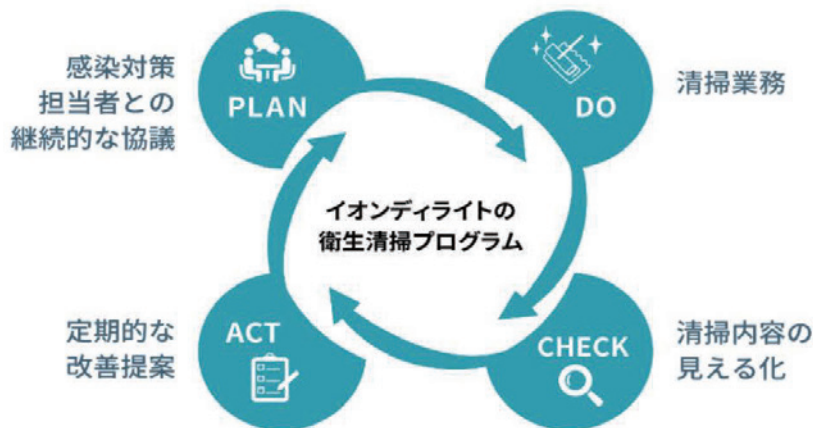 感染対策
担当者との
継続的な協議
PLAN
DO
清掃業務
イオンディライトの
衛生清掃プログラム
定期的な
改善提案
ACT
CHECK
清掃内容の
見える化